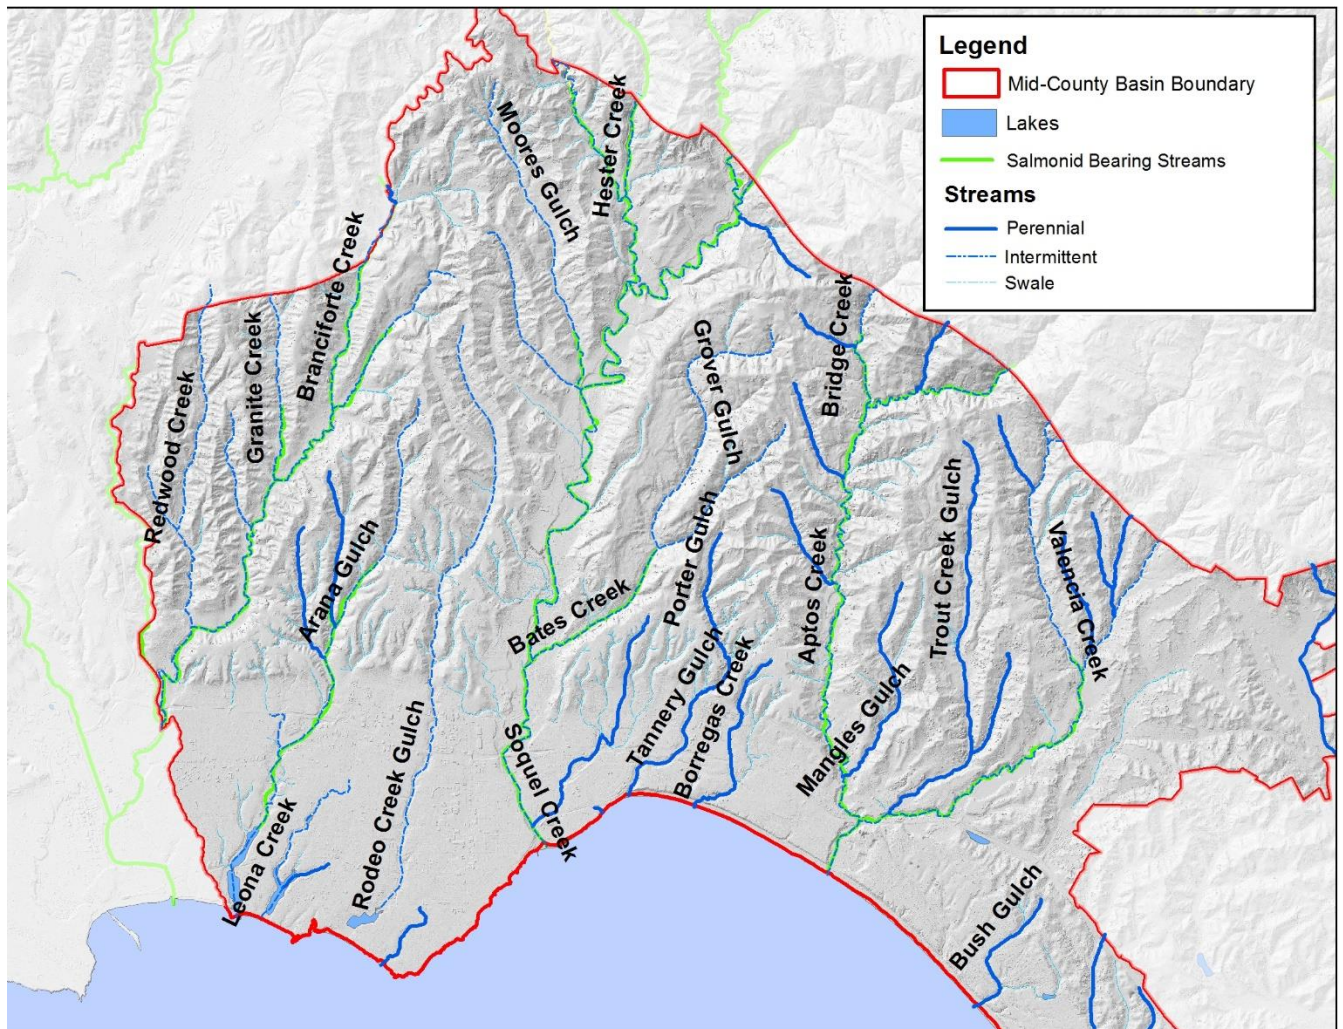 Legend
Mid-County Basin Boundary
Lakes
Salmonid Bearing Streams
Streams
Perennial
Intermittent
Swale
Moores Gulch
Hester Creek
Branciforte Creek
Granite Creek
Redwood Creek
Grover Gulch
Bridge Creek
Arana Gulch
Porter Gulch
Bates Creek
Aptos Creek
Trout Creek Gulch
Valencia Creek
Tannery Gulch
Borregas Creek
Mangles Gulch
Soquel Creek
Rodeo Creek Gulch
Leona Creek
Bush Gulch